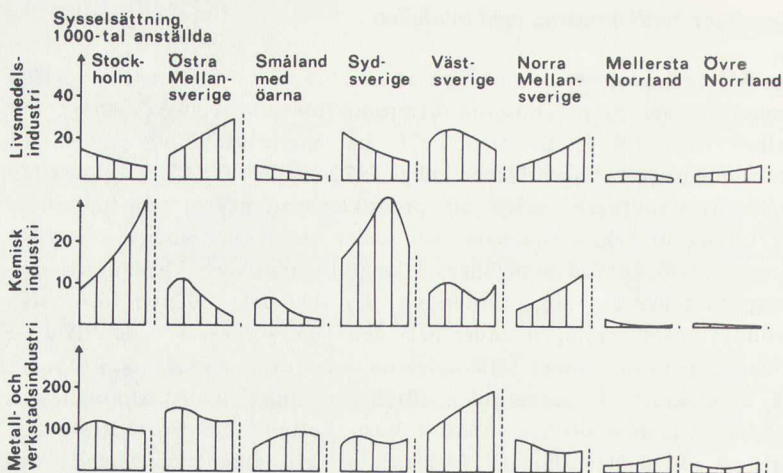 Sysselsättning,
1000-tal anställda
Stock-
holm
Östra
Mellan-
sverige
Småland
med
öarna
Syd-
sverige
Väst-
sverige
Norra
Mellan-
sverige
Mellersta
Norrland
Övre
Norrland
Livsmedels-
industri
40
20
Kemisk
industri
20
10
Metall- och
verkstadsindustri
200
100